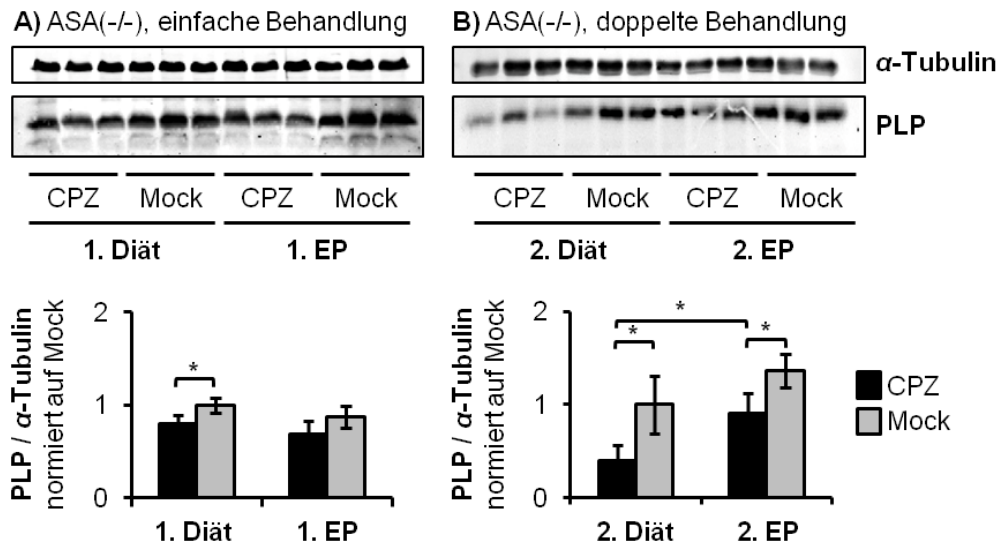 A) ASA(-/-), einfache Behandlung
B) ASA(-/-), doppelte Behandlung
α-Tubulin
PLP
CPZ Mock CPZ Mock
1. Diät 1. EP
CPZ Mock CPZ Mock
2. Diät 2. EP
PLP / α-Tubulin
normiert auf Mock
2
1
0
*
1. Diät 1. EP
PLP / α-Tubulin
normiert auf Mock
2
1
0
*
*
*
2. Diät 2. EP
CPZ
Mock